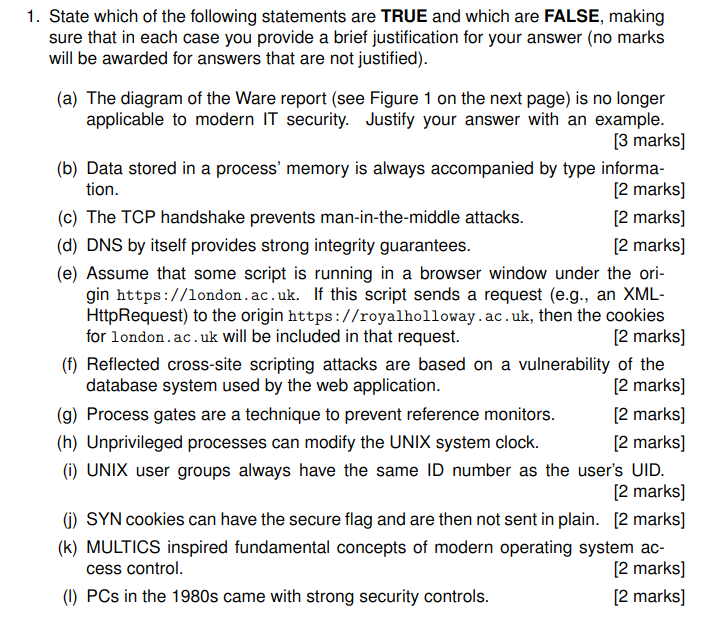 1. State which of the following statements are TRUE and which are FALSE, making
sure that in each case you provide a brief justification for your answer (no marks
will be awarded for answers that are not justified).
(a) The diagram of the Ware report (see Figure 1 on the next page) is no longer
applicable to modern IT security. Justify your answer with an example.
[3 marks]
(b) Data stored in a process' memory is always accompanied by type informa-
tion. [2 marks]
(c) The TCP handshake prevents man-in-the-middle attacks. [2 marks]
(d) DNS by itself provides strong integrity guarantees. [2 marks]
(e) Assume that some script is running in a browser window under the ori-
gin https://london.ac.uk. If this script sends a request (e.g., an XML-
HttpRequest) to the origin https://royalholloway.ac.uk, then the cookies
for london.ac.uk will be included in that request. [2 marks]
(f) Reflected cross-site scripting attacks are based on a vulnerability of the
database system used by the web application. [2 marks]
(g) Process gates are a technique to prevent reference monitors. [2 marks]
(h) Unprivileged processes can modify the UNIX system clock. [2 marks]
(i) UNIX user groups always have the same ID number as the user's UID.
[2 marks]
(j) SYN cookies can have the secure flag and are then not sent in plain. [2 marks]
(k) MULTICS inspired fundamental concepts of modern operating system ac-
cess control. [2 marks]
(l) PCs in the 1980s came with strong security controls. [2 marks]